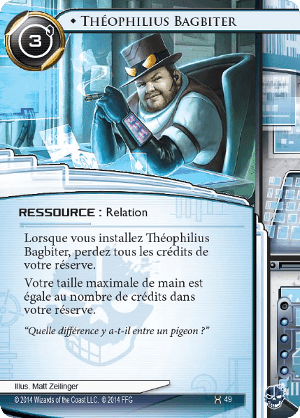 • Théophilius Bagbiter
3
RESSOURCE : Relation
Lorsque vous installez Théophilius
Bagbiter, perdez tous les crédits de
votre réserve.
Votre taille maximale de main est
égale au nombre de crédits dans
votre réserve.
“Quelle différence y a-t-il entre un pigeon ?”
Illus. Matt Zeilinger
© 2014 Wizards of the Coast LLC. © 2014 FFG
49